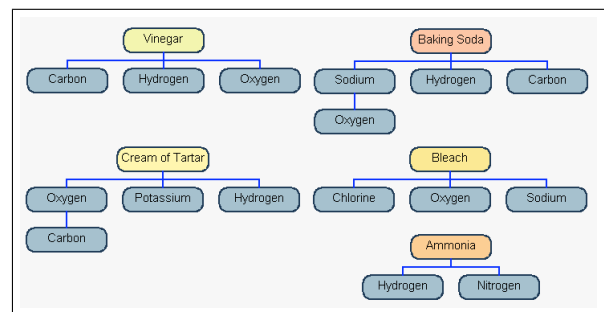 Vinegar
Carbon Hydrogen Oxygen
Baking Soda
Sodium Hydrogen Carbon
Oxygen
Cream of Tartar
Oxygen Potassium Hydrogen
Carbon
Bleach
Chlorine Oxygen Sodium
Ammonia
Hydrogen Nitrogen